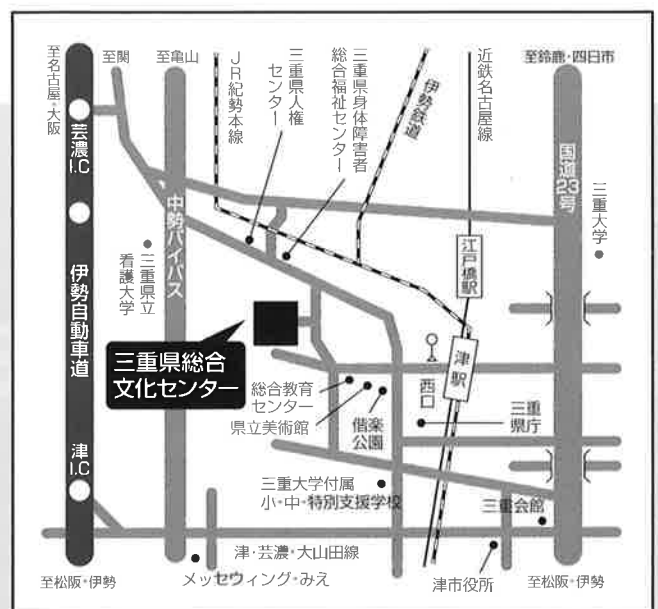 至名古屋・大阪
至関
至亀山
JR紀勢本線
三重県人権
センター
三重県身体障害者
総合福祉センター
伊勢鉄道
近鉄名古屋線
至鈴鹿・四日市
芸濃
I.C
中勢バイパス
三重県立
看護大学
国道23号
三重大学
江戸橋駅
伊勢自動車道
三重県総合
文化センター
津駅
西口
総合教育
センター
県立美術館
偕楽
公園
三重
県庁
津
I.C
三重大学付属
小・中・特別支援学校
三重会館
津・芸濃・大山田線
至松阪・伊勢
メッセウィング・みえ
津市役所
至松阪・伊勢